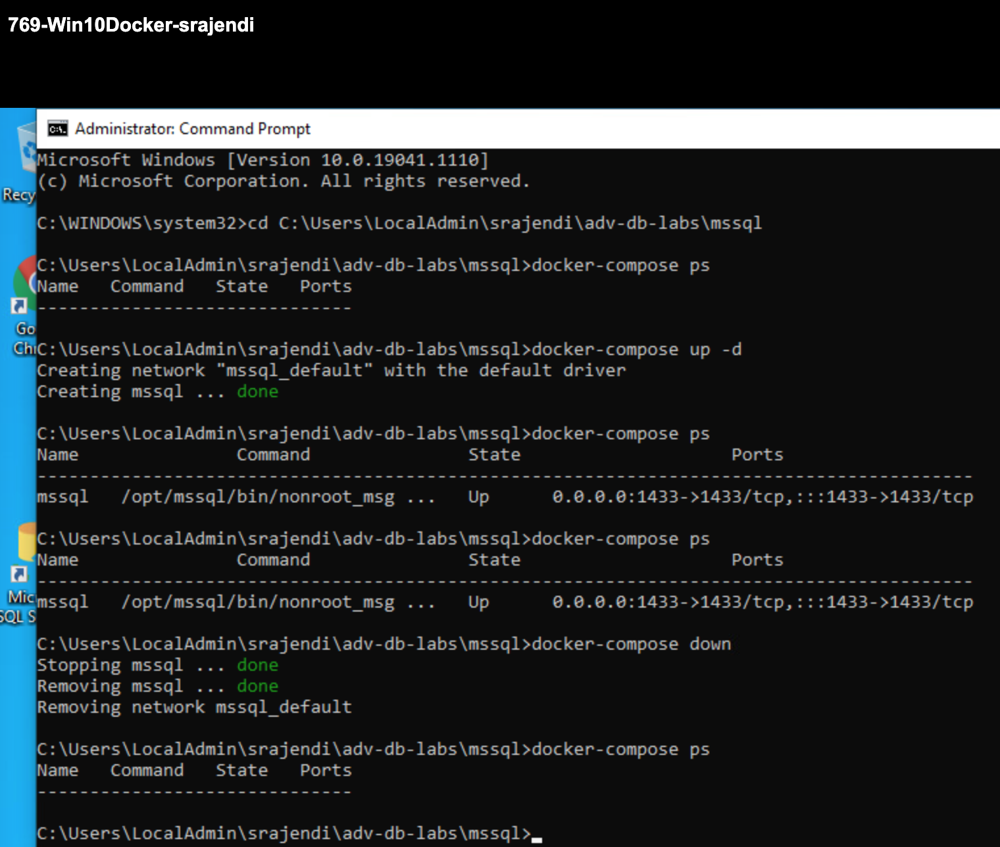 769-Win10Docker-srajendi
Administrator: Command Prompt
Microsoft Windows [Version 10.0.19041.1110]
(c) Microsoft Corporation. All rights reserved.
Recy
C:\WINDOWS\system32>cd C:\Users\LocalAdmin\srajendi\adv-db-labs\mssql
C:\Users\LocalAdmin\srajendi\adv-db-labs\mssql>docker-compose ps
Name   Command   State   Ports
------------------------------
Go
Chr
C:\Users\LocalAdmin\srajendi\adv-db-labs\mssql>docker-compose up -d
Creating network "mssql_default" with the default driver
Creating mssql ... done
C:\Users\LocalAdmin\srajendi\adv-db-labs\mssql>docker-compose ps
Name               Command               State                    Ports
-----------------------------------------------------------------------------------------
mssql   /opt/mssql/bin/nonroot_msg ...   Up      0.0.0.0:1433->1433/tcp,:::1433->1433/tcp
C:\Users\LocalAdmin\srajendi\adv-db-labs\mssql>docker-compose ps
Name               Command               State                    Ports
-----------------------------------------------------------------------------------------
mssql   /opt/mssql/bin/nonroot_msg ...   Up      0.0.0.0:1433->1433/tcp,:::1433->1433/tcp
Mic
SQL S
C:\Users\LocalAdmin\srajendi\adv-db-labs\mssql>docker-compose down
Stopping mssql ... done
Removing mssql ... done
Removing network mssql_default
C:\Users\LocalAdmin\srajendi\adv-db-labs\mssql>docker-compose ps
Name   Command   State   Ports
------------------------------
C:\Users\LocalAdmin\srajendi\adv-db-labs\mssql>